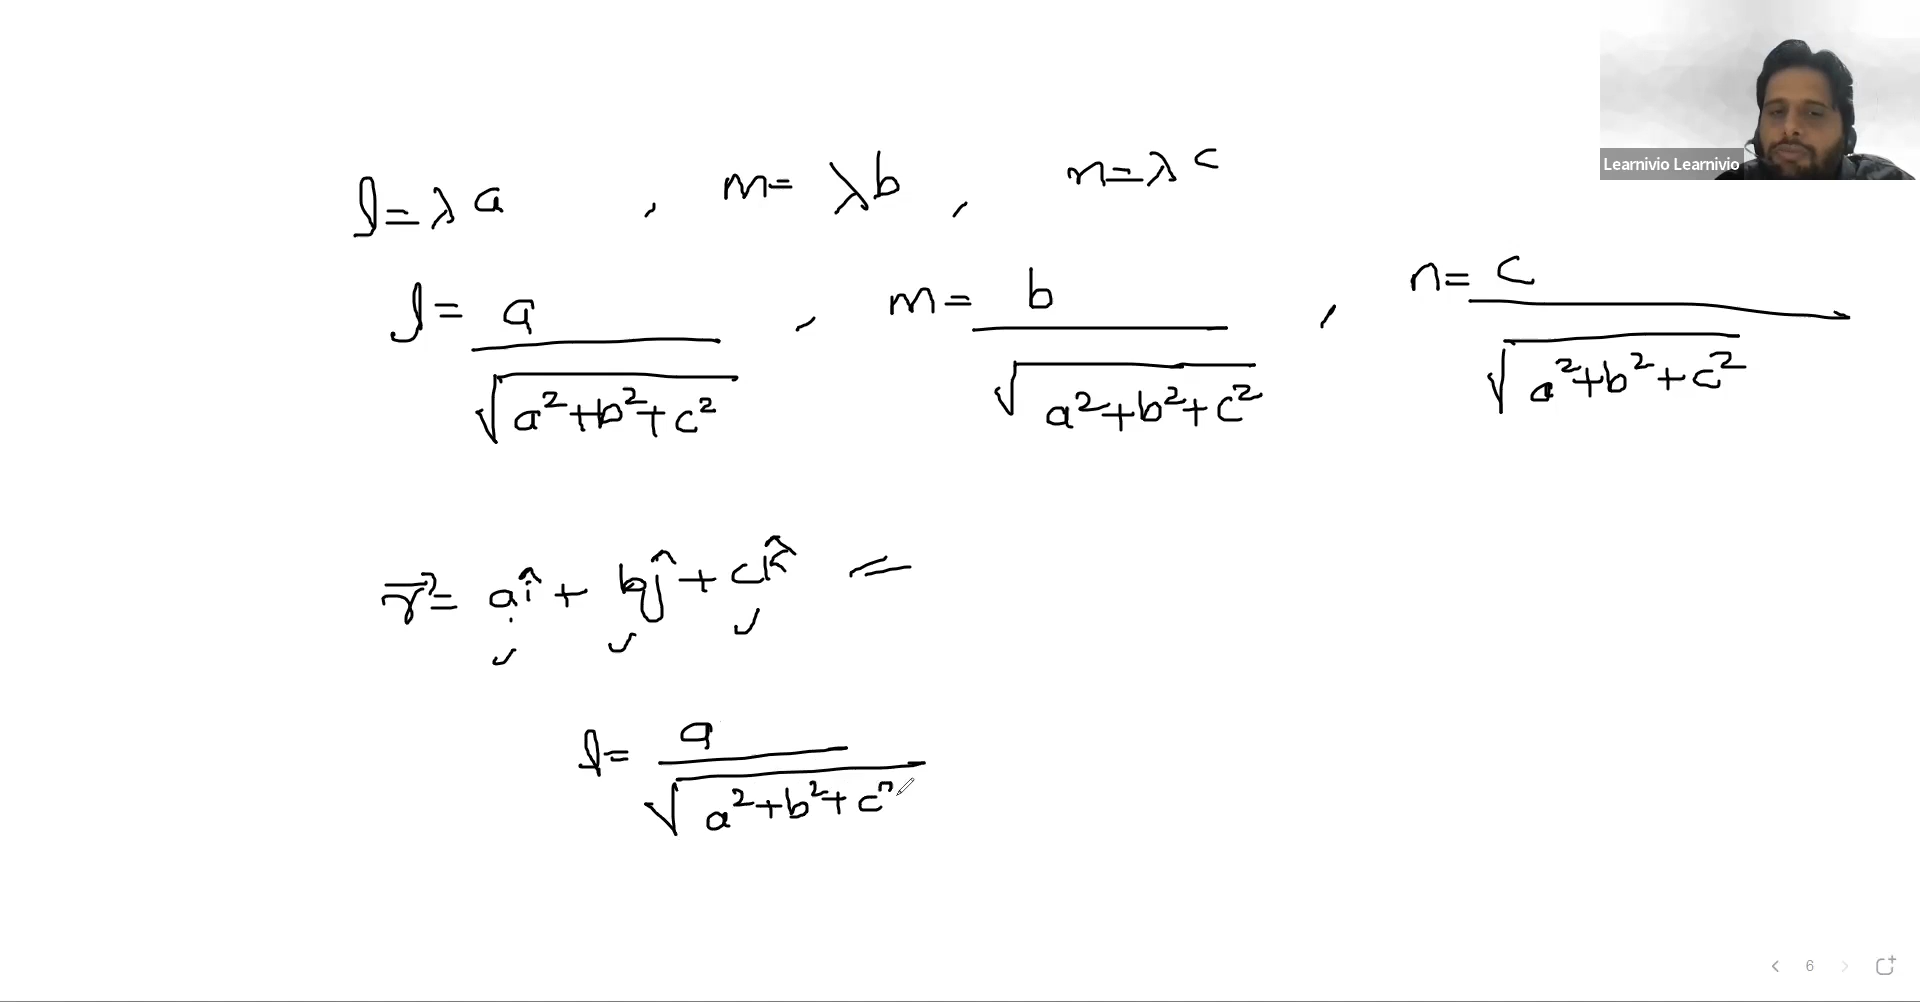 Learnivio Learnivio
l = λa , m = λb , n = λc
l = a/√(a²+b²+c²) , m = b/√(a²+b²+c²) , n = c/√(a²+b²+c²)
r⃗ = aî + bĵ + ck̂ =
l = a/√(a²+b²+c²)
6